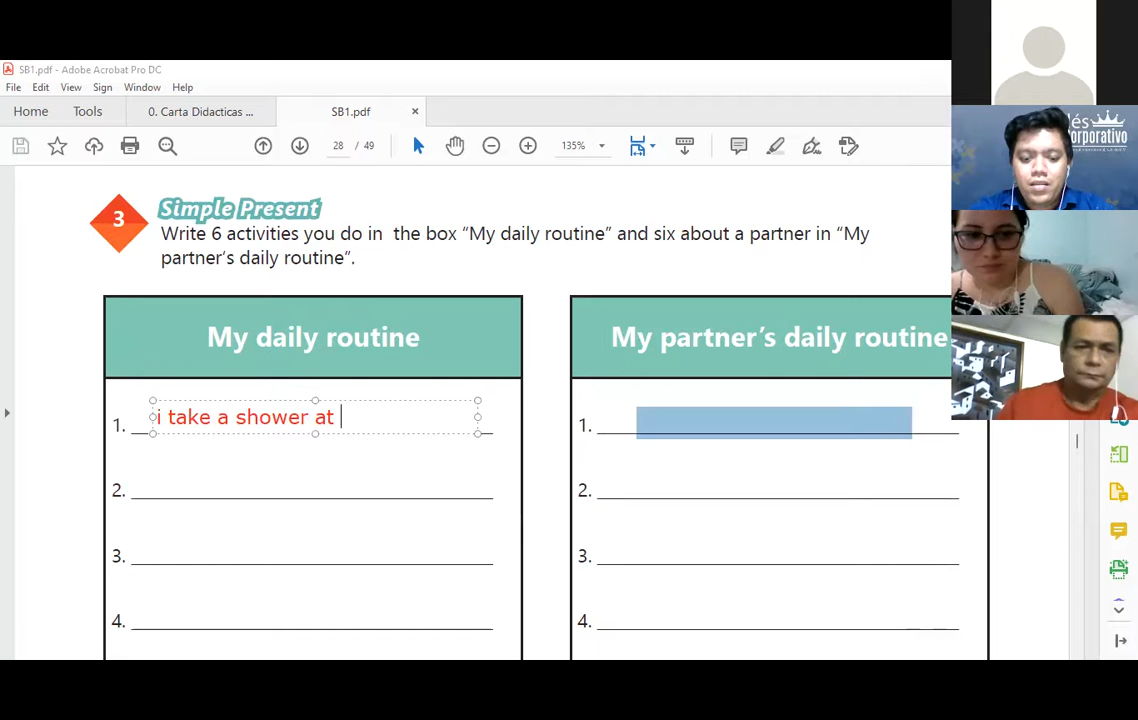 SB1.pdf - Adobe Acrobat Pro DC
File Edit View Sign Window Help
Home Tools 0. Carta Didacticas ... SB1.pdf ×
28 / 49 135%
3 Simple Present
Write 6 activities you do in the box “My daily routine” and six about a partner in “My
partner’s daily routine”.
My daily routine
1. i take a shower at
2.
3.
4.
My partner’s daily routine
1.
2.
3.
4.